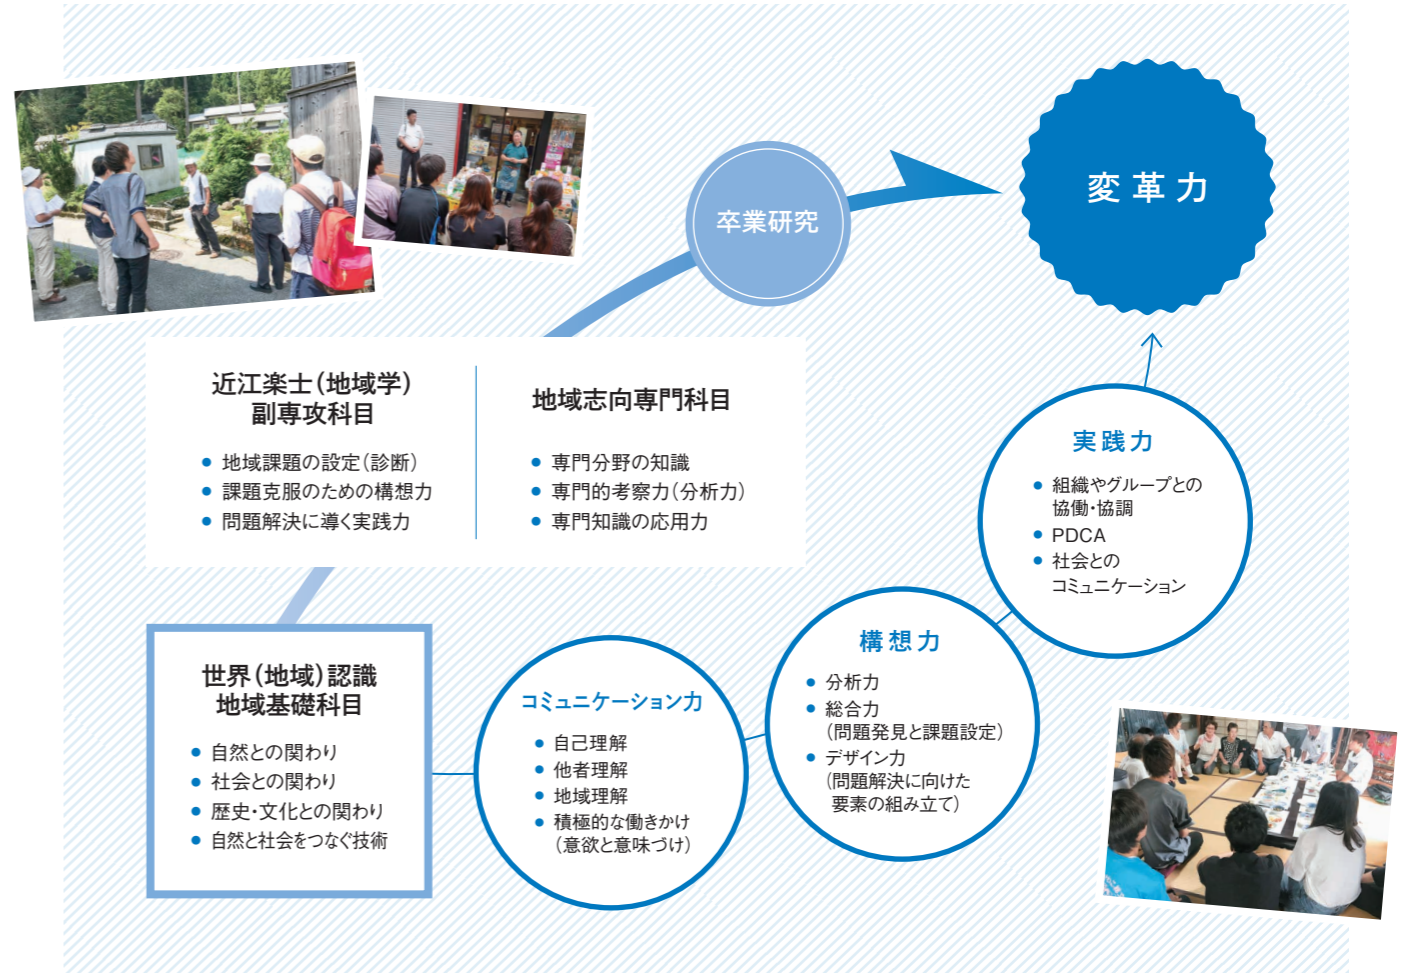 変革力
卒業研究
近江楽士（地域学）
副専攻科目
● 地域課題の設定（診断）
● 課題克服のための構想力
● 問題解決に導く実践力
地域志向専門科目
● 専門分野の知識
● 専門的考察力（分析力）
● 専門知識の応用力
実践力
● 組織やグループとの
協働・協調
● PDCA
● 社会との
コミュニケーション
構想力
● 分析力
● 総合力
（問題発見と課題設定）
● デザイン力
（問題解決に向けた
要素の組み立て）
世界（地域）認識
地域基礎科目
● 自然との関わり
● 社会との関わり
● 歴史・文化との関わり
● 自然と社会をつなぐ技術
コミュニケーション力
● 自己理解
● 他者理解
● 地域理解
● 積極的な働きかけ
（意欲と意味づけ）